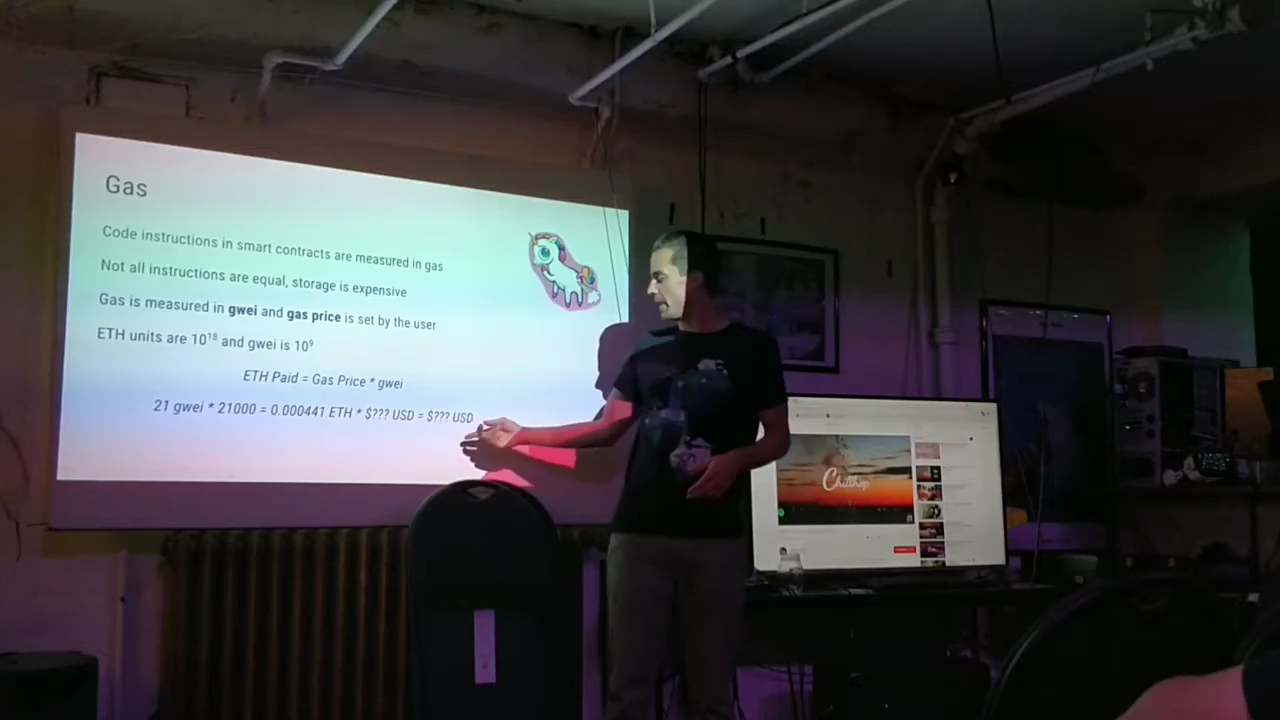 Gas
Code instructions in smart contracts are measured in gas
Not all instructions are equal, storage is expensive
Gas is measured in gwei and gas price is set by the user
ETH units are 10¹⁸ and gwei is 10⁹
ETH Paid = Gas Price * gwei
21 gwei * 21000 = 0.000441 ETH * $??? USD = $??? USD
Chillhop